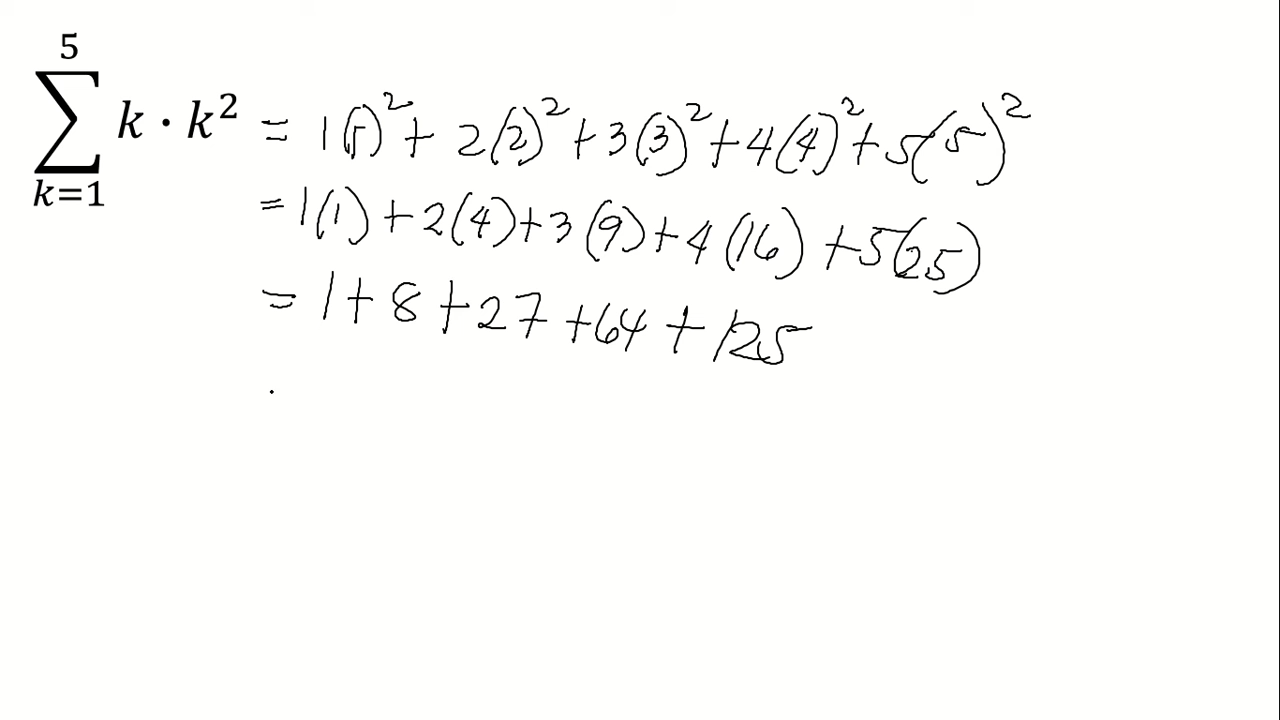 5
∑ k · k² = 1(1)² + 2(2)² + 3(3)² + 4(4)² + 5(5)²
k=1
= 1(1) + 2(4) + 3(9) + 4(16) + 5(25)
= 1 + 8 + 27 + 64 + 125